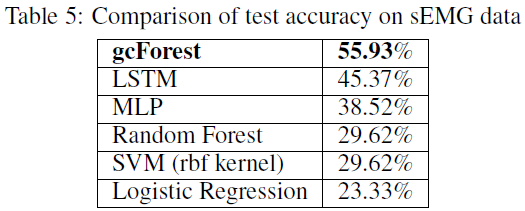 Table 5: Comparison of test accuracy on sEMG data
gcForest 55.93%
LSTM 45.37%
MLP 38.52%
Random Forest 29.62%
SVM (rbf kernel) 29.62%
Logistic Regression 23.33%